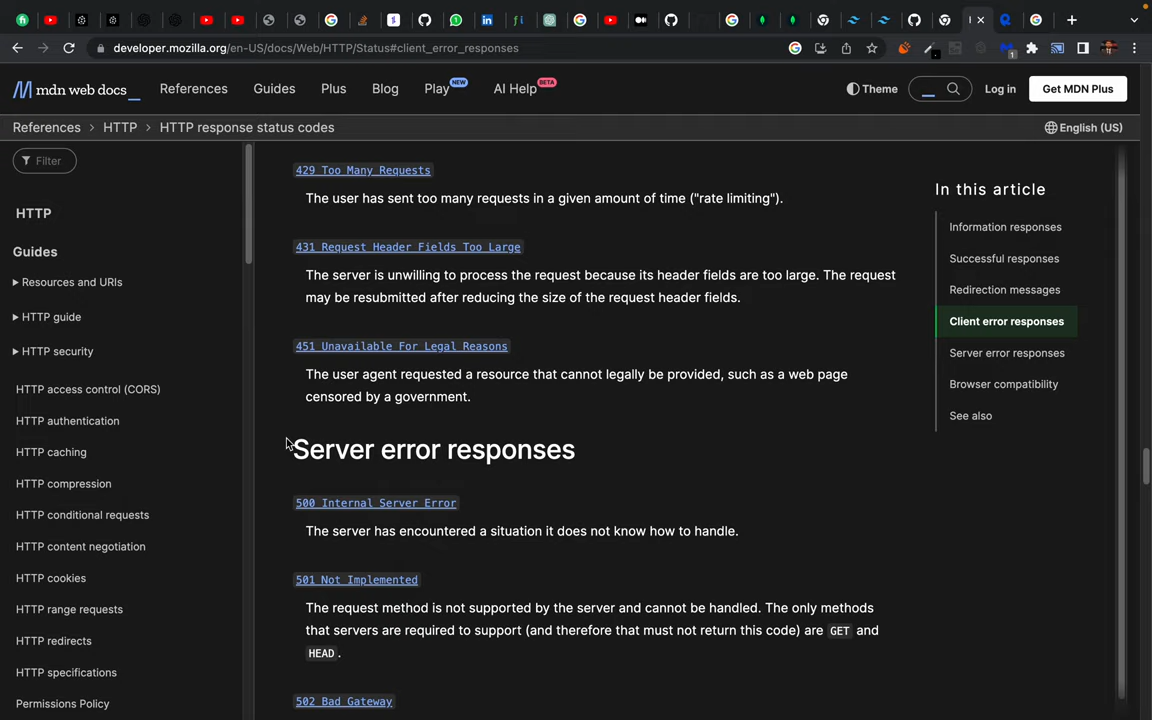 developer.mozilla.org/en-US/docs/Web/HTTP/Status#client_error_responses
mdn web docs_
References
Guides
Plus
Blog
Play NEW
AI Help BETA
Theme
Log in
Get MDN Plus
References > HTTP > HTTP response status codes
English (US)
Filter
HTTP
Guides
Resources and URIs
HTTP guide
HTTP security
HTTP access control (CORS)
HTTP authentication
HTTP caching
HTTP compression
HTTP conditional requests
HTTP content negotiation
HTTP cookies
HTTP range requests
HTTP redirects
HTTP specifications
Permissions Policy
429 Too Many Requests
The user has sent too many requests in a given amount of time ("rate limiting").
431 Request Header Fields Too Large
The server is unwilling to process the request because its header fields are too large. The request
may be resubmitted after reducing the size of the request header fields.
451 Unavailable For Legal Reasons
The user agent requested a resource that cannot legally be provided, such as a web page
censored by a government.
Server error responses
500 Internal Server Error
The server has encountered a situation it does not know how to handle.
501 Not Implemented
The request method is not supported by the server and cannot be handled. The only methods
that servers are required to support (and therefore that must not return this code) are GET and
HEAD.
502 Bad Gateway
In this article
Information responses
Successful responses
Redirection messages
Client error responses
Server error responses
Browser compatibility
See also